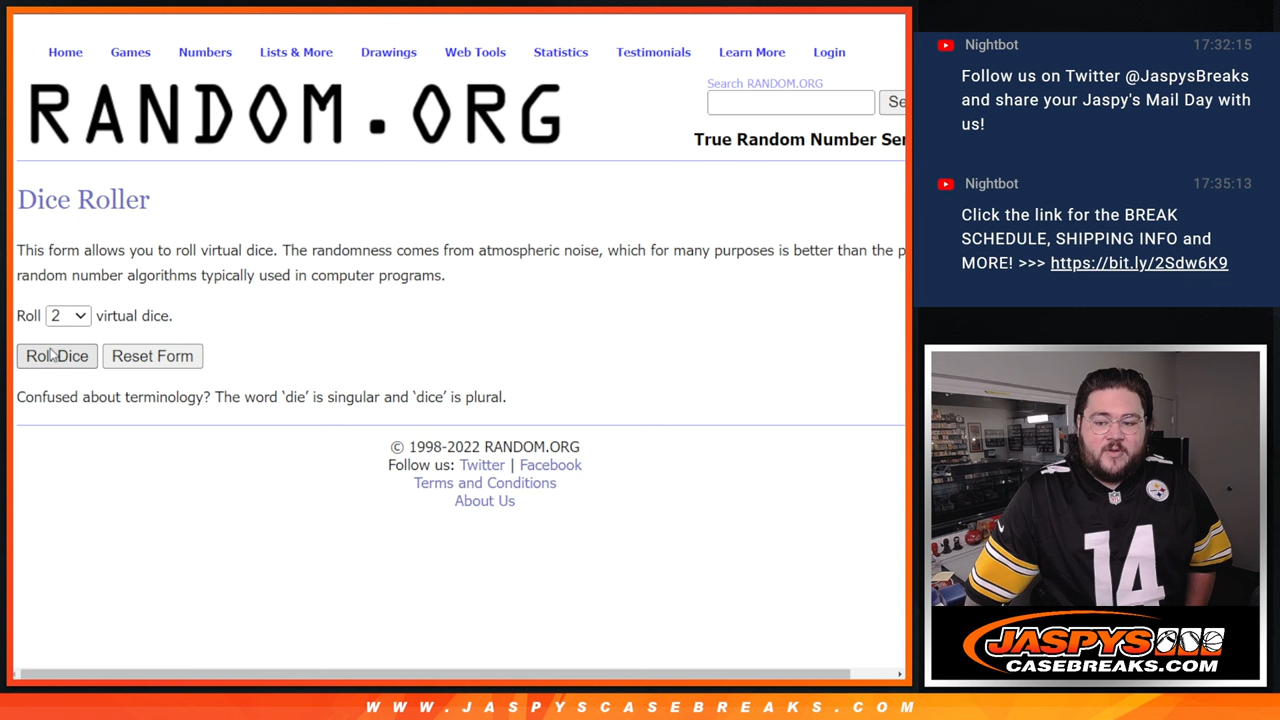 Home Games Numbers Lists & More Drawings Web Tools Statistics Testimonials Learn More Login
Search RANDOM.ORG
RANDOM.ORG
Se
True Random Number Ser
Dice Roller
This form allows you to roll virtual dice. The randomness comes from atmospheric noise, which for many purposes is better than the p
random number algorithms typically used in computer programs.
Roll 2 virtual dice.
Roll Dice Reset Form
Confused about terminology? The word ‘die’ is singular and ‘dice’ is plural.
© 1998-2022 RANDOM.ORG
Follow us: Twitter | Facebook
Terms and Conditions
About Us
Nightbot 17:32:15
Follow us on Twitter @JaspysBreaks
and share your Jaspy's Mail Day with
us!
Nightbot 17:35:13
Click the link for the BREAK
SCHEDULE, SHIPPING INFO and
MORE! >>> https://bit.ly/2Sdw6K9
14
JASPYS
CASEBREAKS.COM
WWW.JASPYSCASEBREAKS.COM